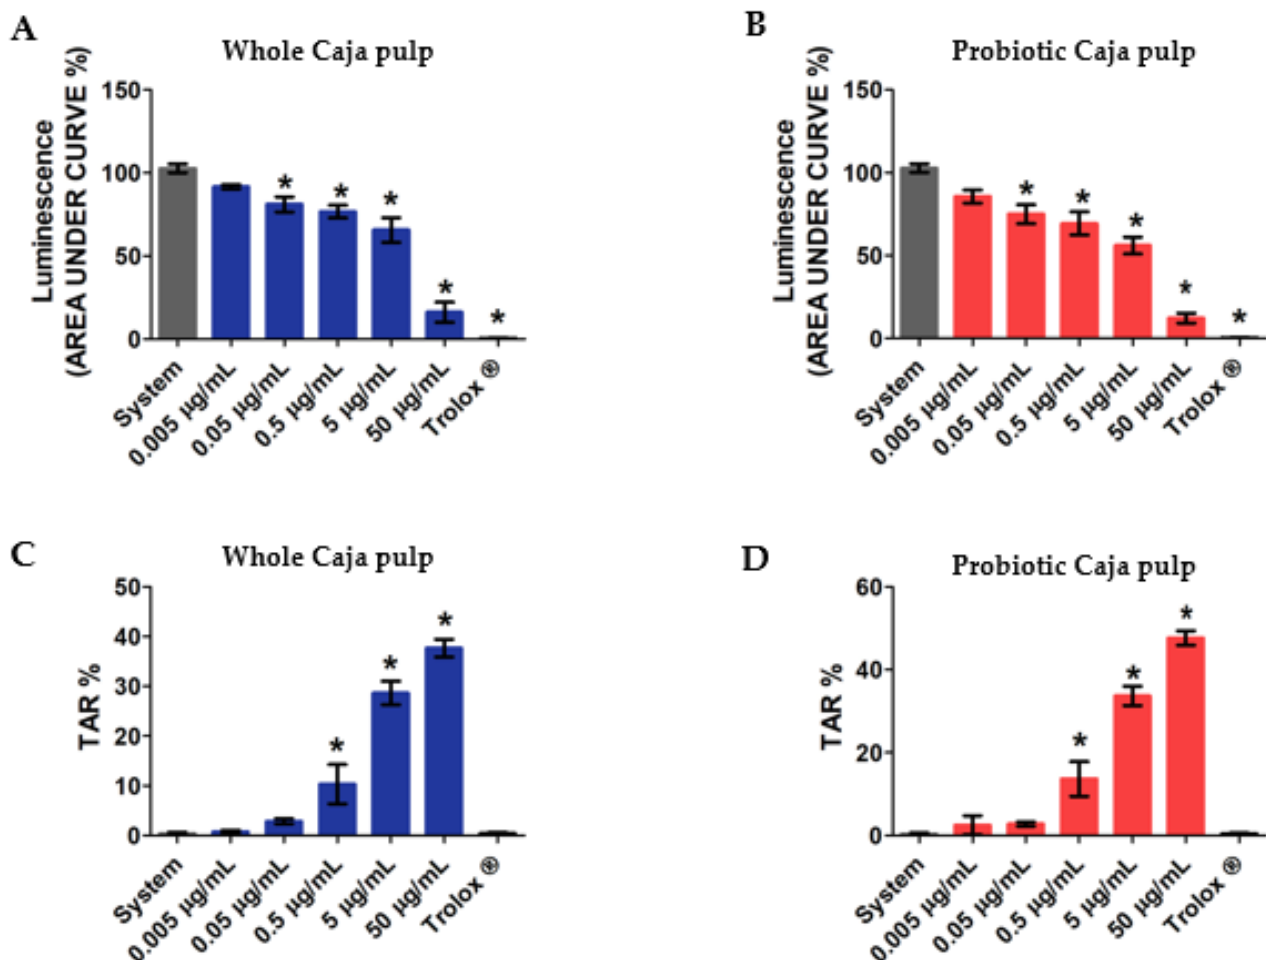 A
Whole Caja pulp
Luminescence
(AREA UNDER CURVE %)
150
100
50
0
*
*
*
*
*
System
0.005 µg/mL
0.05 µg/mL
0.5 µg/mL
5 µg/mL
50 µg/mL
Trolox ®
B
Probiotic Caja pulp
Luminescence
(AREA UNDER CURVE %)
150
100
50
0
*
*
*
*
*
System
0.005 µg/mL
0.05 µg/mL
0.5 µg/mL
5 µg/mL
50 µg/mL
Trolox ®
C
Whole Caja pulp
TAR %
50
40
30
20
10
0
*
*
*
System
0.005 µg/mL
0.05 µg/mL
0.5 µg/mL
5 µg/mL
50 µg/mL
Trolox ®
D
Probiotic Caja pulp
TAR %
60
40
20
0
*
*
*
System
0.005 µg/mL
0.05 µg/mL
0.5 µg/mL
5 µg/mL
50 µg/mL
Trolox ®